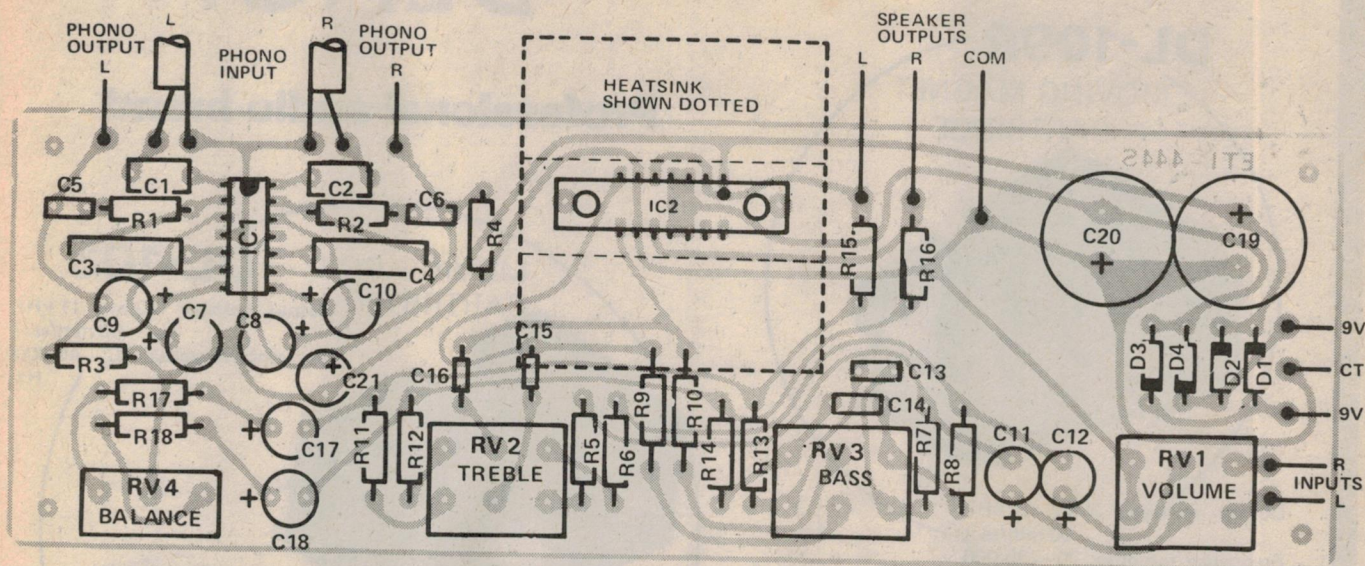 PHONO
OUTPUT
L
L
PHONO
INPUT
R
PHONO
OUTPUT
R
HEATSINK
SHOWN DOTTED
SPEAKER
OUTPUTS
L
R
COM
ETI 444S
C5
C1
R1
IC1
C2
R2
C6
R4
IC2
R15
R16
C20
+
+
C19
C3
C4
C9
+
C7
+
C8
+
+
C10
R3
C21
+
C16
C15
R9
R10
C13
C14
D3
D4
D2
D1
9V
CT
9V
R17
R18
+
C17
R11
R12
RV2
TREBLE
R5
R6
R14
R13
RV3
BASS
R7
R8
C11
C12
+
+
RV1
VOLUME
R
INPUTS
L
RV4
BALANCE
+
C18